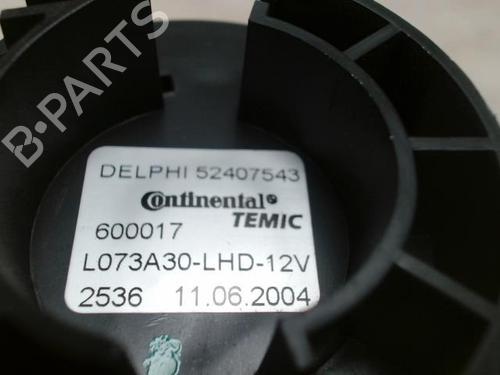 B-PARTS
DELPHI 52407543
Continental
TEMIC
600017
L073A30-LHD-12V
2536 11.06.2004